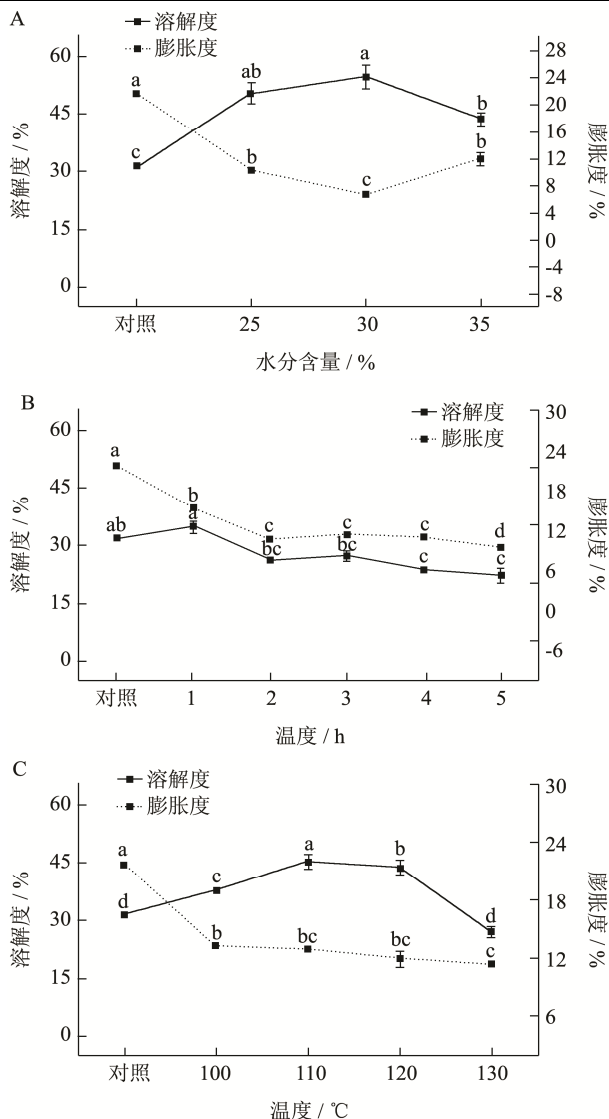 A
溶解度
膨胀度
60
45
30
15
0
溶解度 / %
28
24
20
16
12
8
4
0
-4
-8
膨胀度 / %
a
c
ab
b
a
c
b
b
对照
25
30
35
水分含量 / %
B
溶解度
膨胀度
60
45
30
15
0
溶解度 / %
30
24
18
12
6
0
-6
膨胀度 / %
a
ab
b
a
c
bc
c
bc
c
c
d
c
对照
1
2
3
4
5
温度 / h
C
溶解度
膨胀度
60
45
30
15
0
溶解度 / %
30
24
18
12
6
膨胀度 / %
a
d
c
b
a
bc
b
bc
d
c
对照
100
110
120
130
温度 / ℃